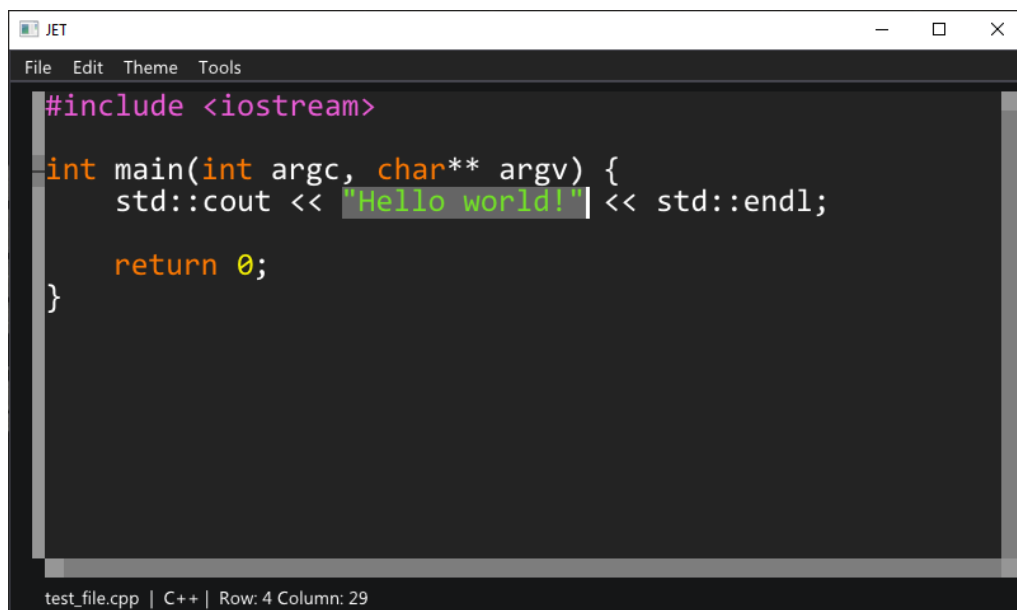 JET
File Edit Theme Tools
#include <iostream>
int main(int argc, char** argv) {
    std::cout << "Hello world!" << std::endl;
    return 0;
}
test_file.cpp | C++ | Row: 4 Column: 29